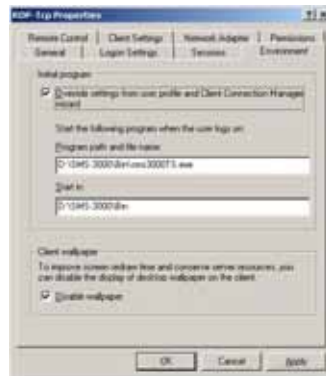 RDP-Tcp Properties
Remote Control Client Settings Network Adapter Permissions
General Logon Settings Sessions Environment
Initial program
Override settings from user profile and Client Connection Manager wizard
Start the following program when the user logs on:
Program path and file name:
Start in:
Client wallpaper
To improve screen redraw time and conserve server resources, you
can disable the display of desktop wallpaper on the client.
Disable wallpaper
OK Cancel Apply